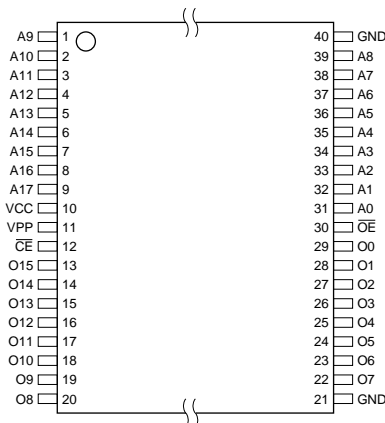 A9 1 40 GND
A10 2 39 A8
A11 3 38 A7
A12 4 37 A6
A13 5 36 A5
A14 6 35 A4
A15 7 34 A3
A16 8 33 A2
A17 9 32 A1
VCC 10 31 A0
VPP 11 30 OE
CE 12 29 O0
O15 13 28 O1
O14 14 27 O2
O13 15 26 O3
O12 16 25 O4
O11 17 24 O5
O10 18 23 O6
O9 19 22 O7
O8 20 21 GND